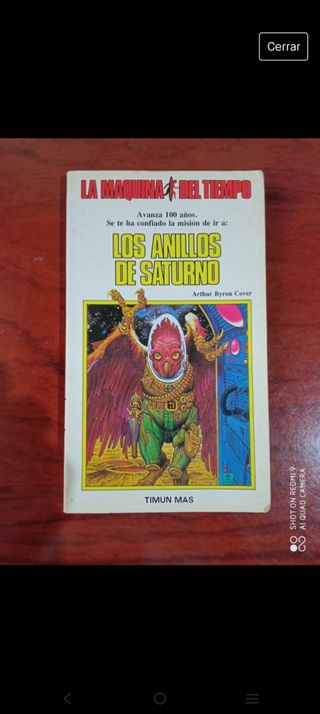 Cerrar
LA MAQUINA DEL TIEMPO
Avanza 100 años.
Se te ha confiado la misión de ir a:
LOS ANILLOS
DE SATURNO
Arthur Byron Cover
TIMUN MAS
SHOT ON REDMI 9
AI QUAD CAMERA